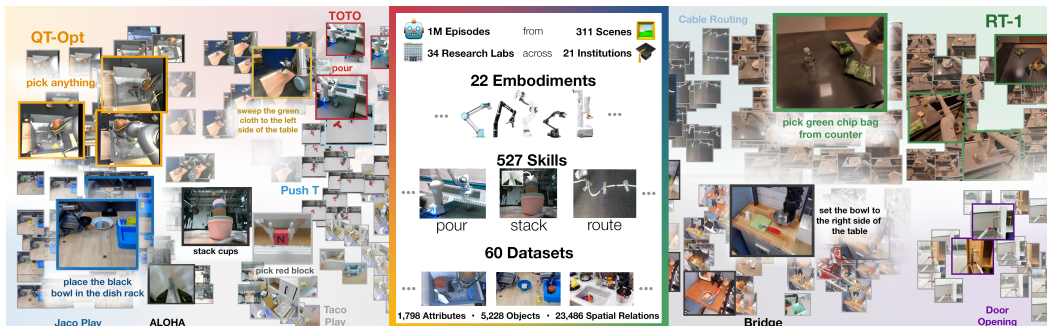 QT-Opt
pick anything
TOTO
pour
sweep the green
cloth to the left
side of the table
Push T
stack cups
pick red block
place the black
bowl in the dish rack
Jaco Play
ALOHA
Taco
Play
1M Episodes from 311 Scenes
34 Research Labs across 21 Institutions
22 Embodiments
527 Skills
pour stack route
60 Datasets
1,798 Attributes • 5,228 Objects • 23,486 Spatial Relations
Cable Routing
RT-1
pick green chip bag
from counter
set the bowl to
the right side of
the table
Bridge
Door
Opening